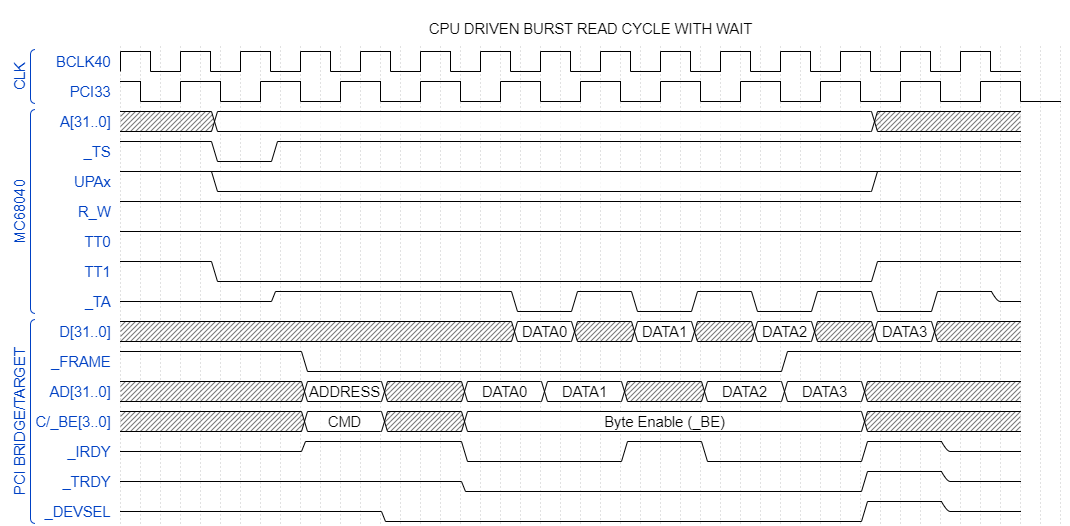 CPU DRIVEN BURST READ CYCLE WITH WAIT
CLK
BCLK40
PCI33
MC68040
A[31..0]
_TS
UPAx
R_W
TT0
TT1
_TA
PCI BRIDGE/TARGET
D[31..0] DATA0 DATA1 DATA2 DATA3
_FRAME
AD[31..0] ADDRESS DATA0 DATA1 DATA2 DATA3
C/_BE[3..0] CMD Byte Enable (_BE)
_IRDY
_TRDY
_DEVSEL